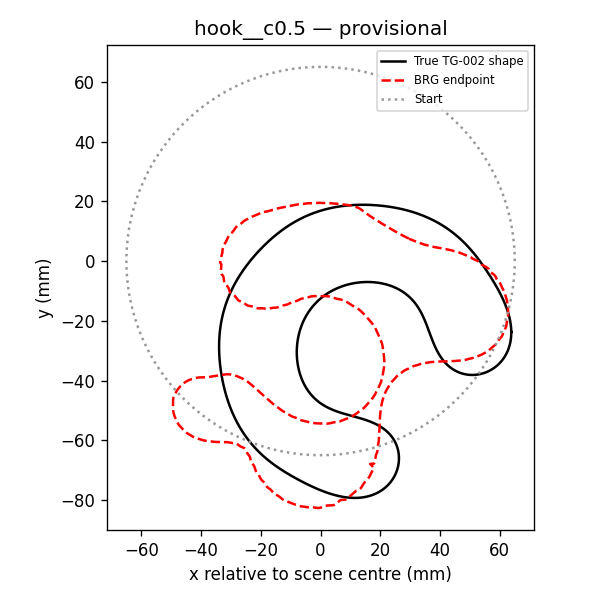 hook__c0.5 — provisional
True TG-002 shape
BRG endpoint
Start
60
40
20
0
−20
−40
−60
−80
y (mm)
−60 −40 −20 0 20 40 60
x relative to scene centre (mm)